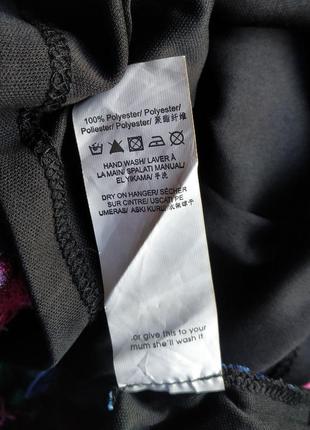 100% Polyester/ Polyester/
Poliester/ Polyester/ 聚酯纤维
HAND WASH/ LAVER À
LA MAIN/ SPALATI MANUAL/
EL YIKAMA/ 手洗
DRY ON HANGER/ SÉCHER
SUR CINTRE/ USCATI PE
UMERAS/ ASKI KURU/
..or give this to your
mum she'll wash it